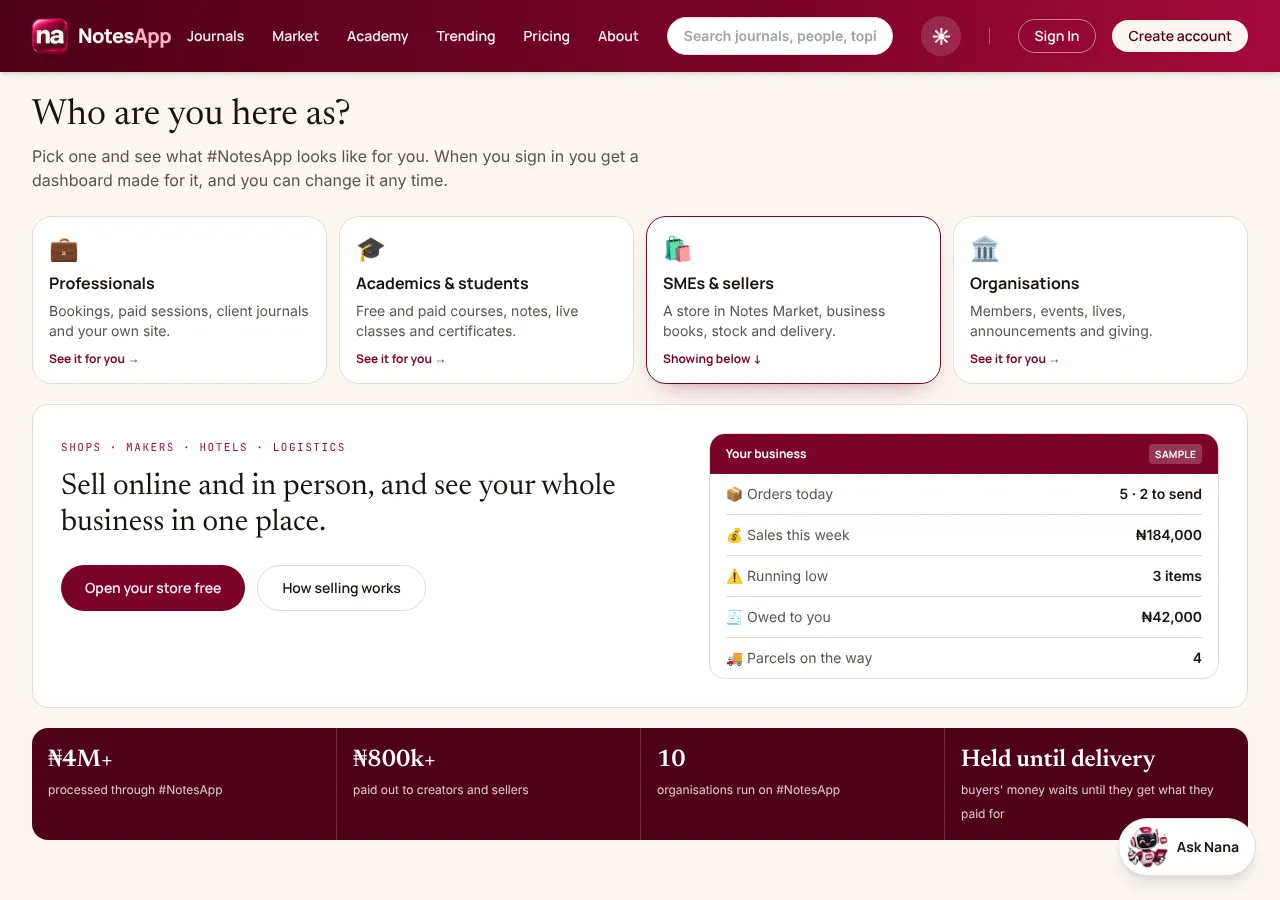 na NotesApp Journals Market Academy Trending Pricing About Search journals, people, topi Sign In Create account
Who are you here as?
Pick one and see what #NotesApp looks like for you. When you sign in you get a
dashboard made for it, and you can change it any time.
Professionals
Bookings, paid sessions, client journals
and your own site.
See it for you →
Academics & students
Free and paid courses, notes, live
classes and certificates.
See it for you →
SMEs & sellers
A store in Notes Market, business
books, stock and delivery.
Showing below ↓
Organisations
Members, events, lives,
announcements and giving.
See it for you →
SHOPS · MAKERS · HOTELS · LOGISTICS
Sell online and in person, and see your whole
business in one place.
Open your store free
How selling works
Your business SAMPLE
Orders today 5 · 2 to send
Sales this week ₦184,000
Running low 3 items
Owed to you ₦42,000
Parcels on the way 4
₦4M+
processed through #NotesApp
₦800k+
paid out to creators and sellers
10
organisations run on #NotesApp
Held until delivery
buyers' money waits until they get what they
paid for
Ask Nana